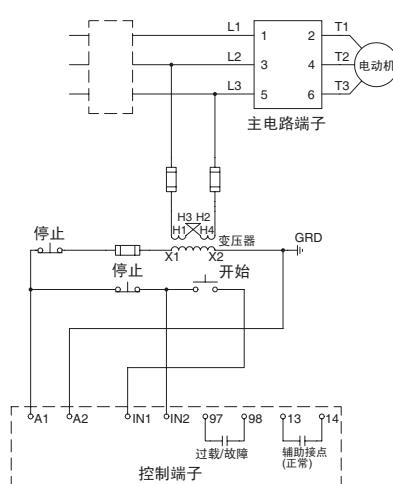 L1
1
2
T1
L2
3
4
T2
电动机
L3
5
6
T3
主电路端子
H3 H2
H1 H4
变压器
停止
X1
X2
GRD
停止
开始
A1
A2
IN1
IN2
97
98
13
14
过载/故障
辅助接点
(正常)
控制端子